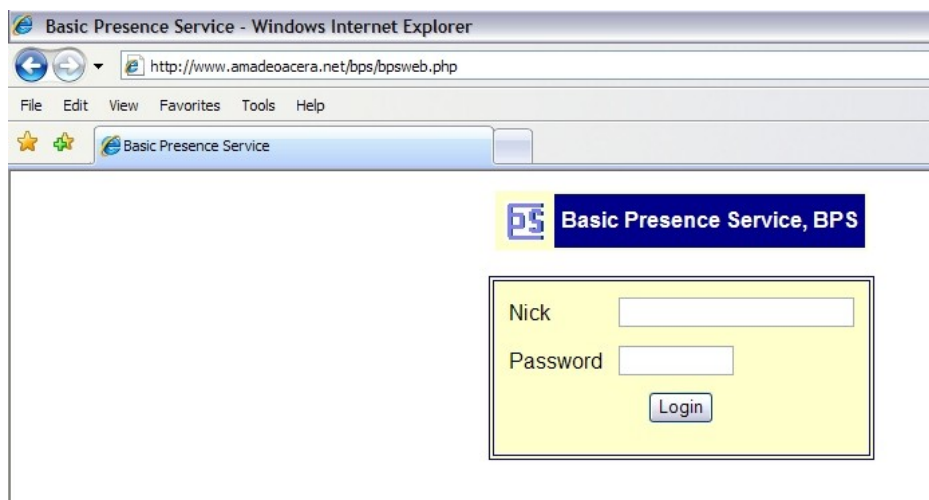 Basic Presence Service - Windows Internet Explorer
http://www.amadeoacera.net/bps/bpsweb.php
File Edit View Favorites Tools Help
Basic Presence Service
bps Basic Presence Service, BPS
Nick
Password
Login